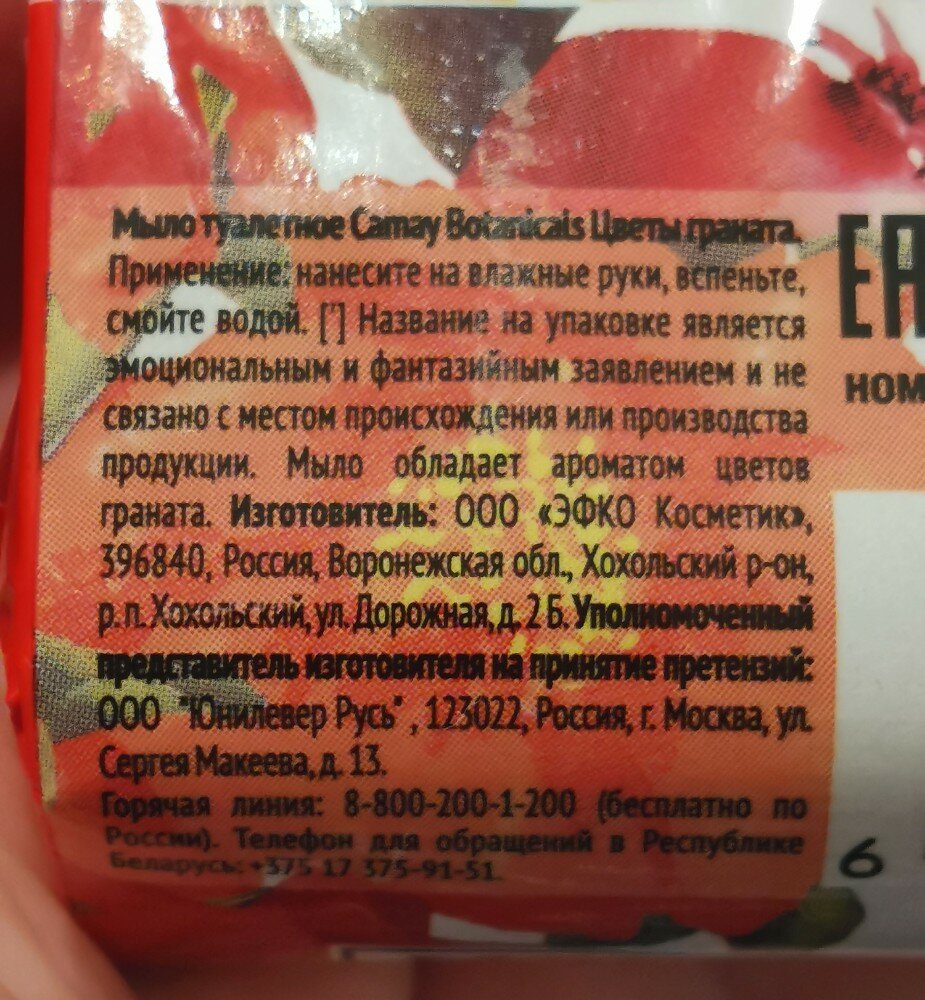 Мыло туалетное Camay Botanicals Цветы граната.
Применение: нанесите на влажные руки, вспеньте,
смойте водой. ['] Название на упаковке является
эмоциональным и фантазийным заявлением и не
связано с местом происхождения или производства
продукции. Мыло обладает ароматом цветов
граната. Изготовитель: ООО «ЭФКО Косметик»,
396840, Россия, Воронежская обл., Хохольский р-он,
р.п. Хохольский, ул. Дорожная, д. 2 Б. Уполномоченный
представитель изготовителя на принятие претензий:
ООО "Юнилевер Русь" , 123022, Россия, г. Москва, ул.
Сергея Макеева, д. 13.
Горячая линия: 8-800-200-1-200 (бесплатно по
России). Телефон для обращений в Республике
Беларусь: +375 17 375-91-51.
EA
НОМ
6